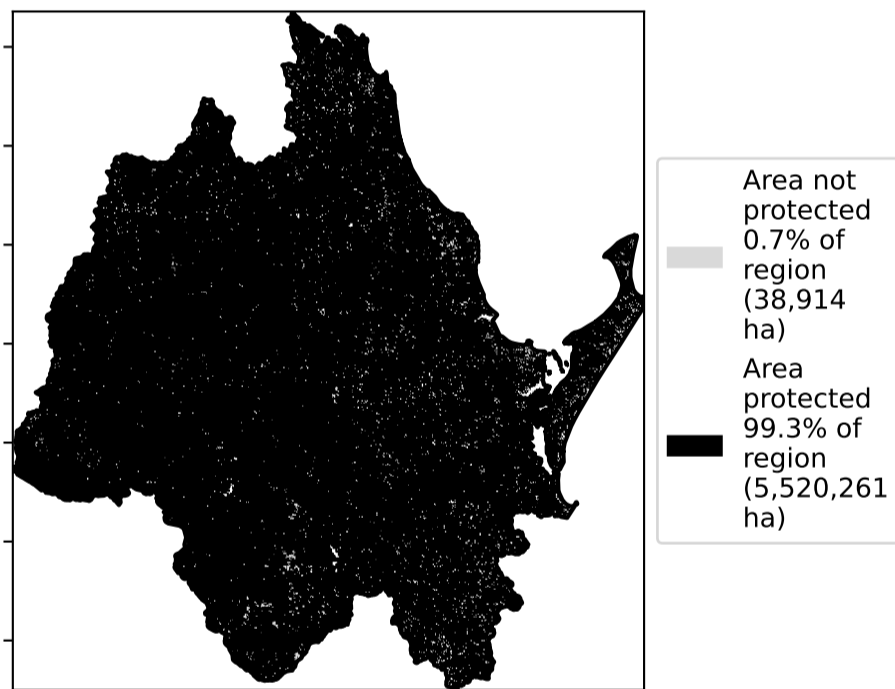 Area not
protected
0.7% of
region
(38,914
ha)
Area
protected
99.3% of
region
(5,520,261
ha)